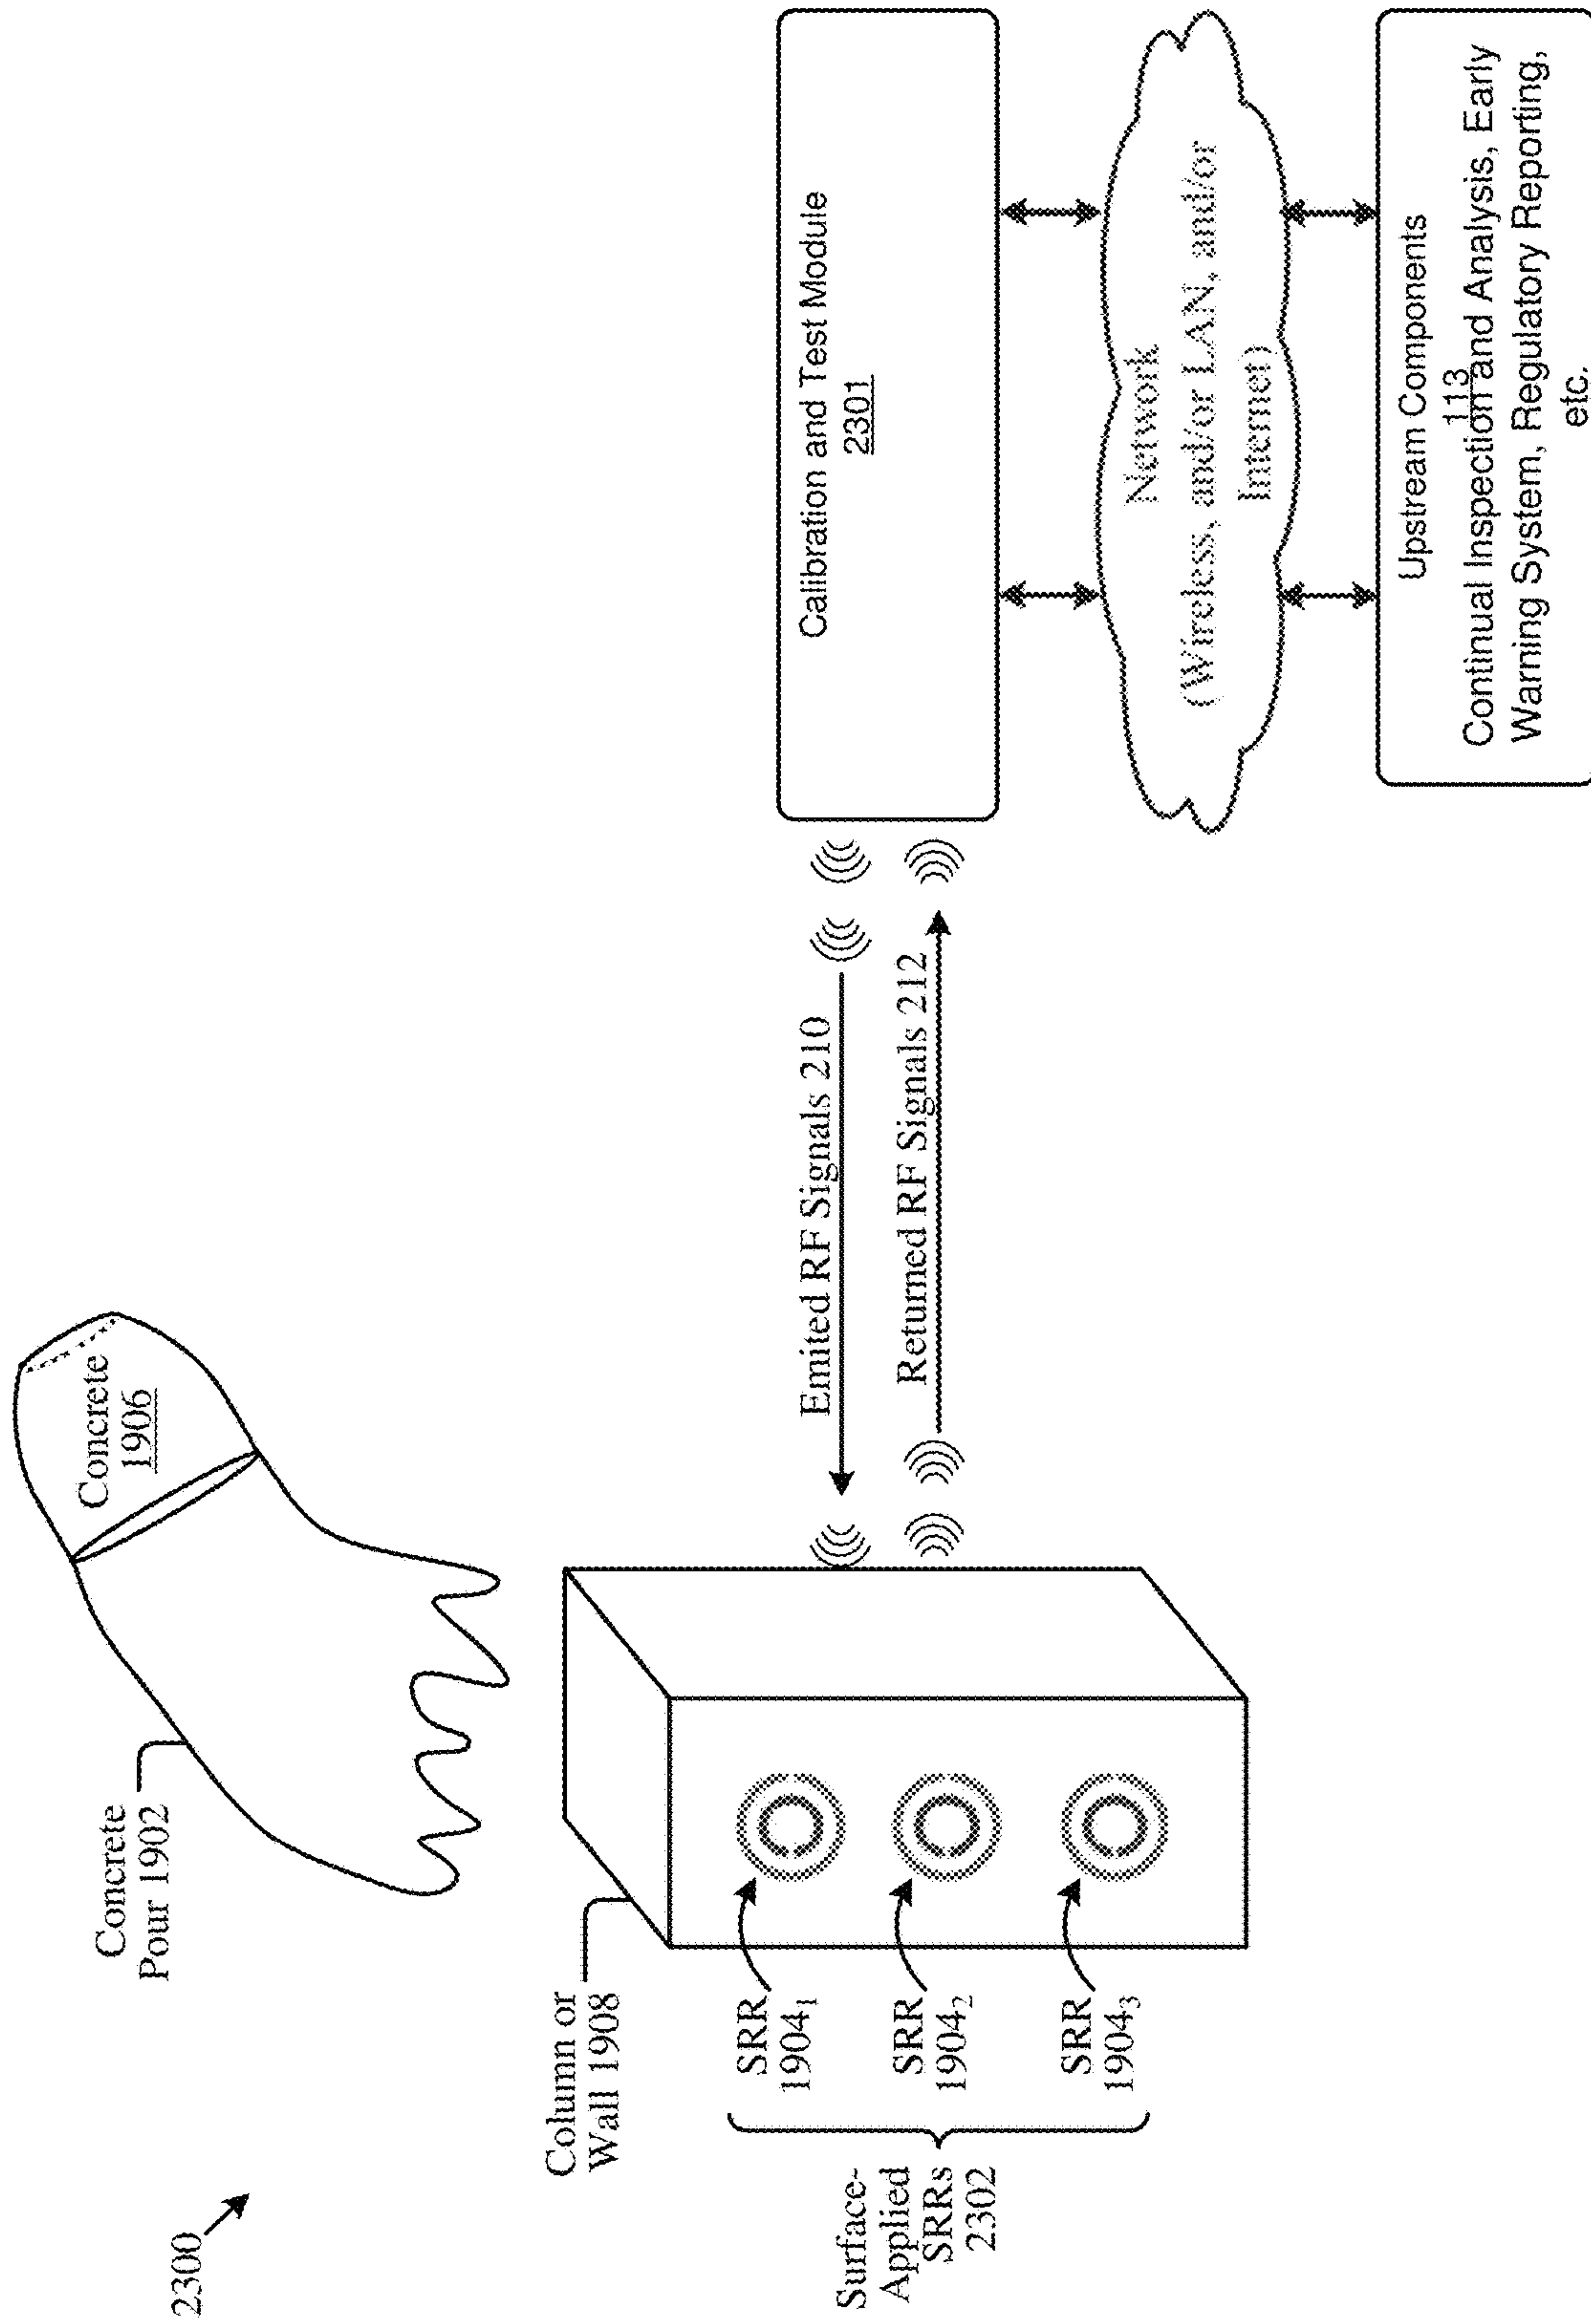 2300
Concrete
Pour 1902
Concrete
1906
Column or
Wall 1908
Surface-
Applied
SRRs
2302
SRR
1904₁
SRR
1904₂
SRR
1904₃
Emited RF Signals 210
Returned RF Signals 212
Calibration and Test Module
2301
Network
(Wireless, and/or LAN, and/or
Internet)
Upstream Components
113
Continual Inspection and Analysis, Early
Warning System, Regulatory Reporting,
etc.